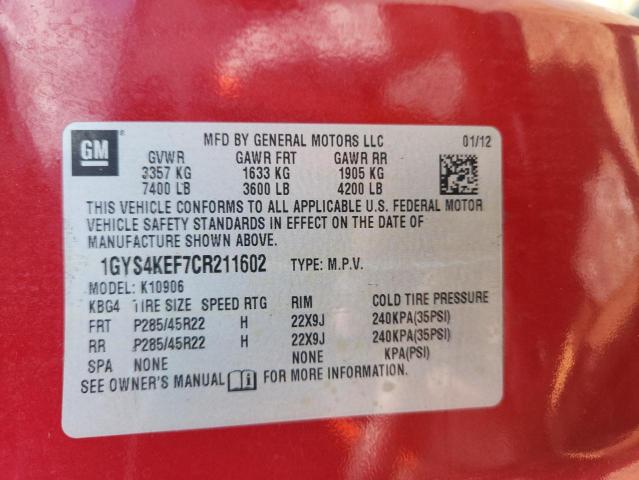 GM
MFD BY GENERAL MOTORS LLC 01/12
GVWR GAWR FRT GAWR RR
3357 KG 1633 KG 1905 KG
7400 LB 3600 LB 4200 LB
THIS VEHICLE CONFORMS TO ALL APPLICABLE U.S. FEDERAL MOTOR
VEHICLE SAFETY STANDARDS IN EFFECT ON THE DATE OF
MANUFACTURE SHOWN ABOVE.
1GYS4KEF7CR211602 TYPE: M.P.V.
MODEL: K10906
KBG4 TIRE SIZE SPEED RTG RIM COLD TIRE PRESSURE
FRT P285/45R22 H 22X9J 240KPA(35PSI)
RR P285/45R22 H 22X9J 240KPA(35PSI)
SPA NONE NONE KPA(PSI)
SEE OWNER'S MANUAL FOR MORE INFORMATION.